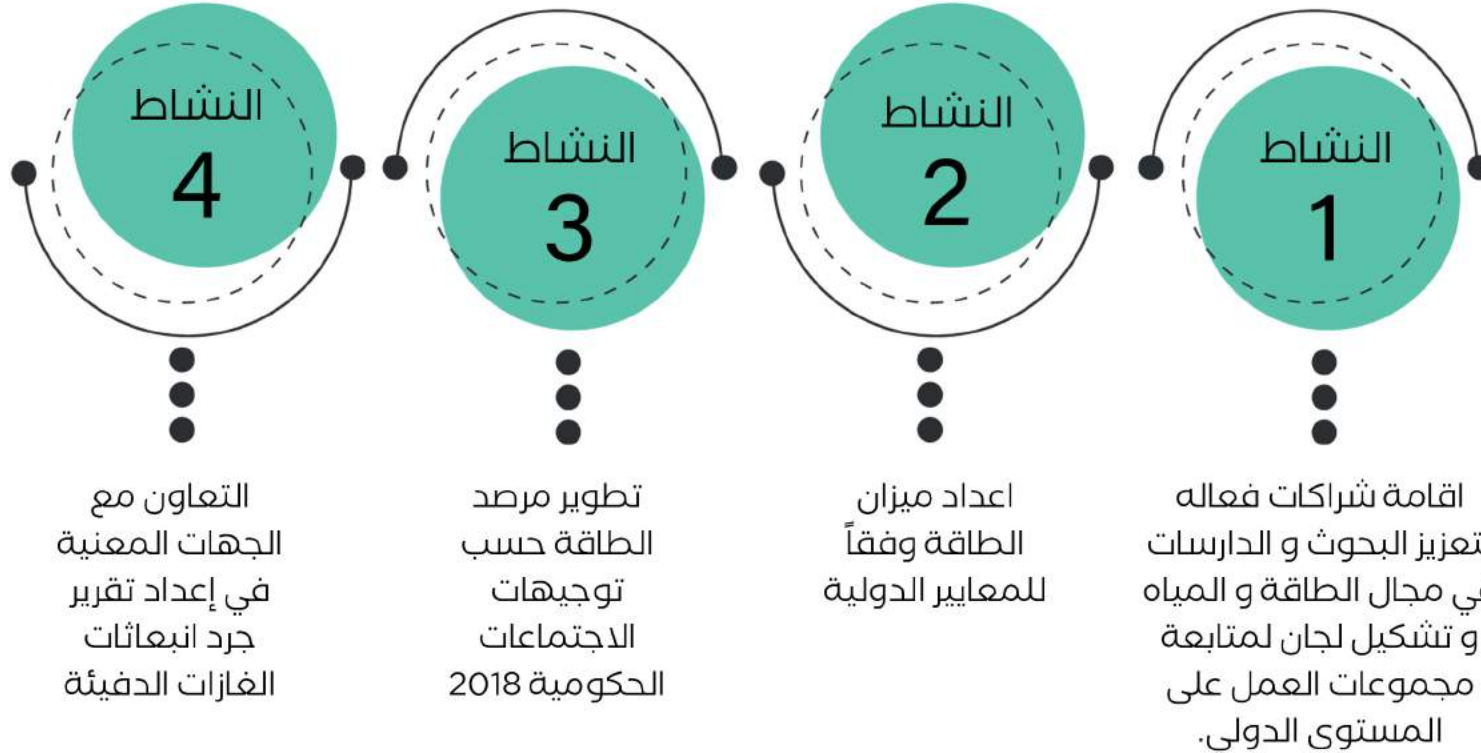 النشاط
1
اقامة شراكات فعاله
لتعزيز البحوث و الدارسات
في مجال الطاقة و المياه
و تشكيل لجان لمتابعة
مجموعات العمل على
المستوى الدولي.
النشاط
2
اعداد ميزان
الطاقة وفقاً
للمعايير الدولية
النشاط
3
تطوير مرصد
الطاقة حسب
توجيهات
الاجتماعات
الحكومية 2018
النشاط
4
التعاون مع
الجهات المعنية
في إعداد تقرير
جرد انبعاثات
الغازات الدفيئة